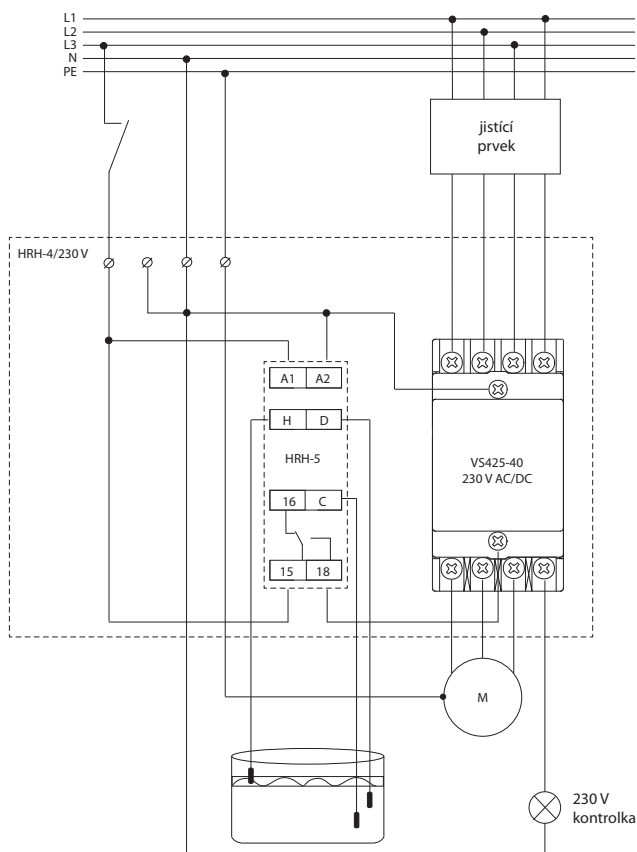 L1
L2
L3
N
PE
jistící
prvek
HRH-4/230 V
A1 A2
H D
HRH-5
16 C
15 18
VS425-40
230 V AC/DC
M
230 V
kontrolka